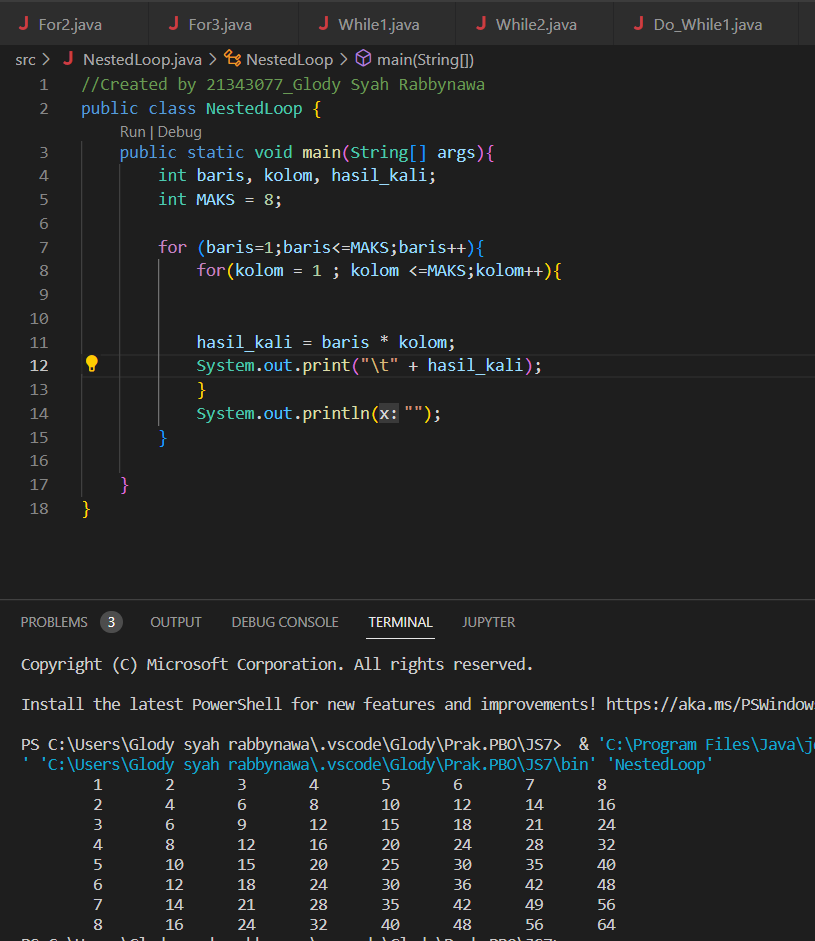 J For2.java J For3.java J While1.java J While2.java J Do_While1.java
src > J NestedLoop.java > NestedLoop > main(String[])
1 //Created by 21343077_Glody Syah Rabbynawa
2 public class NestedLoop {
Run | Debug
3 public static void main(String[] args){
4 int baris, kolom, hasil_kali;
5 int MAKS = 8;
6
7 for (baris=1;baris<=MAKS;baris++){
8 for(kolom = 1 ; kolom <=MAKS;kolom++){
9
10
11 hasil_kali = baris * kolom;
12 System.out.print("\t" + hasil_kali);
13 }
14 System.out.println(x: "");
15 }
16
17 }
18 }
PROBLEMS 3 OUTPUT DEBUG CONSOLE TERMINAL JUPYTER
Copyright (C) Microsoft Corporation. All rights reserved.
Install the latest PowerShell for new features and improvements! https://aka.ms/PSWindow
PS C:\Users\Glody syah rabbynawa\.vscode\Glody\Prak.PBO\JS7> & 'C:\Program Files\Java\j
' 'C:\Users\Glody syah rabbynawa\.vscode\Glody\Prak.PBO\JS7\bin' 'NestedLoop'
1 2 3 4 5 6 7 8
2 4 6 8 10 12 14 16
3 6 9 12 15 18 21 24
4 8 12 16 20 24 28 32
5 10 15 20 25 30 35 40
6 12 18 24 30 36 42 48
7 14 21 28 35 42 49 56
8 16 24 32 40 48 56 64